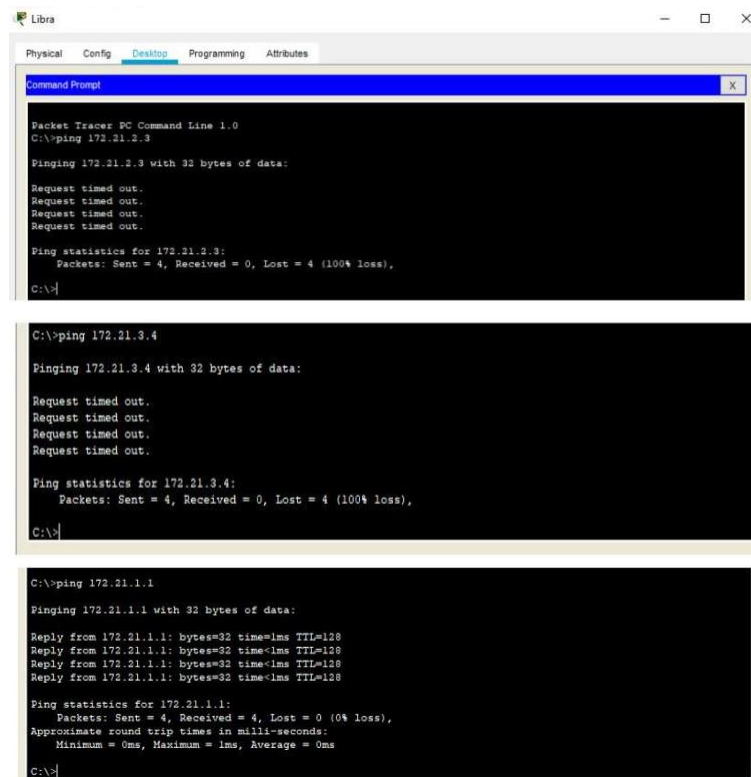 Libra
Physical Config Desktop Programming Attributes
Command Prompt
X
Packet Tracer PC Command Line 1.0
C:\>ping 172.21.2.3
Pinging 172.21.2.3 with 32 bytes of data:
Request timed out.
Request timed out.
Request timed out.
Request timed out.
Ping statistics for 172.21.2.3:
Packets: Sent = 4, Received = 0, Lost = 4 (100% loss),
C:\>
C:\>ping 172.21.3.4
Pinging 172.21.3.4 with 32 bytes of data:
Request timed out.
Request timed out.
Request timed out.
Request timed out.
Ping statistics for 172.21.3.4:
Packets: Sent = 4, Received = 0, Lost = 4 (100% loss),
C:\>
C:\>ping 172.21.1.1
Pinging 172.21.1.1 with 32 bytes of data:
Reply from 172.21.1.1: bytes=32 time=1ms TTL=128
Reply from 172.21.1.1: bytes=32 time<1ms TTL=128
Reply from 172.21.1.1: bytes=32 time<1ms TTL=128
Reply from 172.21.1.1: bytes=32 time<1ms TTL=128
Ping statistics for 172.21.1.1:
Packets: Sent = 4, Received = 4, Lost = 0 (0% loss),
Approximate round trip times in milli-seconds:
Minimum = 0ms, Maximum = 1ms, Average = 0ms
C:\>